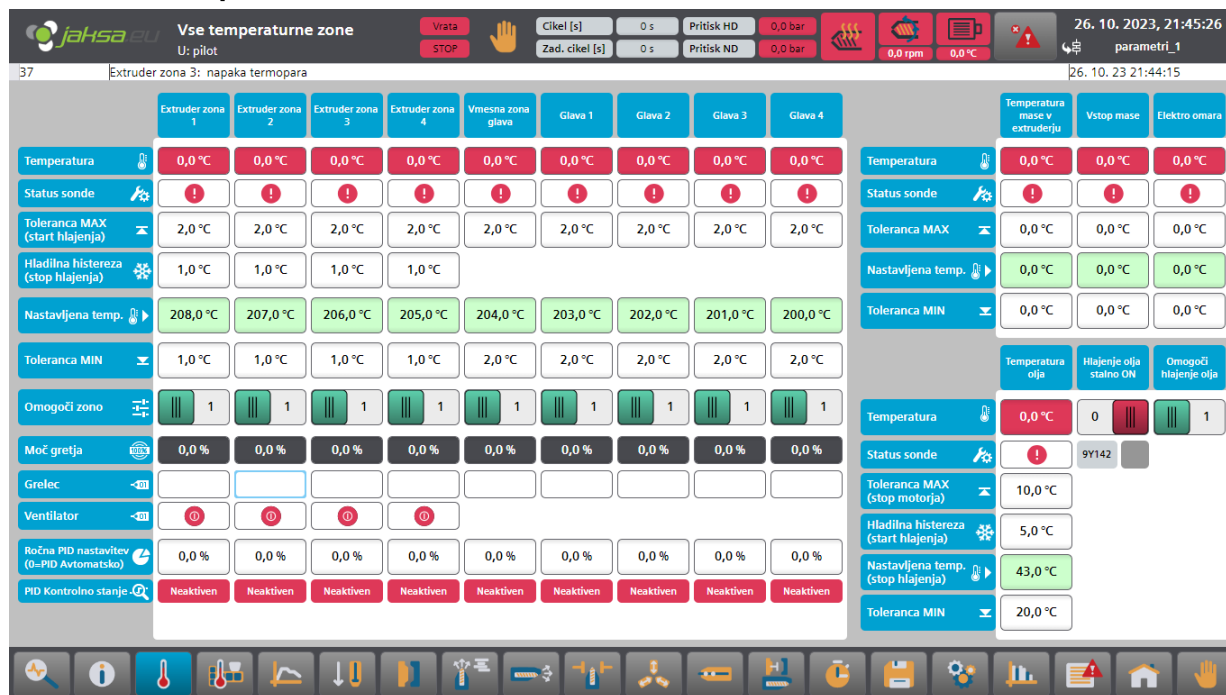 jaksa.eu
Vse temperaturne zone
U: pilot
Vrata
STOP
Cikel [s] 0 s Pritisk HD 0,0 bar
Zad. cikel [s] 0 s Pritisk ND 0,0 bar
0,0 rpm 0,0 °C
26. 10. 2023, 21:45:26
parametri_1
37 Extruder zona 3: napaka termopara 26. 10. 23 21:44:15
Extruder zona 1
Extruder zona 2
Extruder zona 3
Extruder zona 4
Vmesna zona glava
Glava 1
Glava 2
Glava 3
Glava 4
Temperatura 0,0 °C 0,0 °C 0,0 °C 0,0 °C 0,0 °C 0,0 °C 0,0 °C 0,0 °C 0,0 °C
Status sonde
Toleranca MAX
(start hlajenja) 2,0 °C 2,0 °C 2,0 °C 2,0 °C 2,0 °C 2,0 °C 2,0 °C 2,0 °C 2,0 °C
Hladilna histereza
(stop hlajenja) 1,0 °C 1,0 °C 1,0 °C 1,0 °C
Nastavljena temp. 208,0 °C 207,0 °C 206,0 °C 205,0 °C 204,0 °C 203,0 °C 202,0 °C 201,0 °C 200,0 °C
Toleranca MIN 1,0 °C 1,0 °C 1,0 °C 1,0 °C 2,0 °C 2,0 °C 2,0 °C 2,0 °C 2,0 °C
Omogoči zono 1 1 1 1 1 1 1 1 1
Moč gretja 100% 0,0 % 0,0 % 0,0 % 0,0 % 0,0 % 0,0 % 0,0 % 0,0 % 0,0 %
Grelec 01
Ventilator 01
Ročna PID nastavitev
(0=PID Avtomatsko) 0,0 % 0,0 % 0,0 % 0,0 % 0,0 % 0,0 % 0,0 % 0,0 % 0,0 %
PID Kontrolno stanje Neaktiven Neaktiven Neaktiven Neaktiven Neaktiven Neaktiven Neaktiven Neaktiven Neaktiven
Temperatura mase v extruderju
Vstop mase
Elektro omara
Temperatura 0,0 °C 0,0 °C 0,0 °C
Status sonde
Toleranca MAX 0,0 °C 0,0 °C 0,0 °C
Nastavljena temp. 0,0 °C 0,0 °C 0,0 °C
Toleranca MIN 0,0 °C 0,0 °C 0,0 °C
Temperatura olja
Hlajenje olja stalno ON
Omogoči hlajenje olja
Temperatura 0,0 °C 0 1
Status sonde 9Y142
Toleranca MAX
(stop motorja) 10,0 °C
Hladilna histereza
(start hlajenja) 5,0 °C
Nastavljena temp.
(stop hlajenja) 43,0 °C
Toleranca MIN 20,0 °C